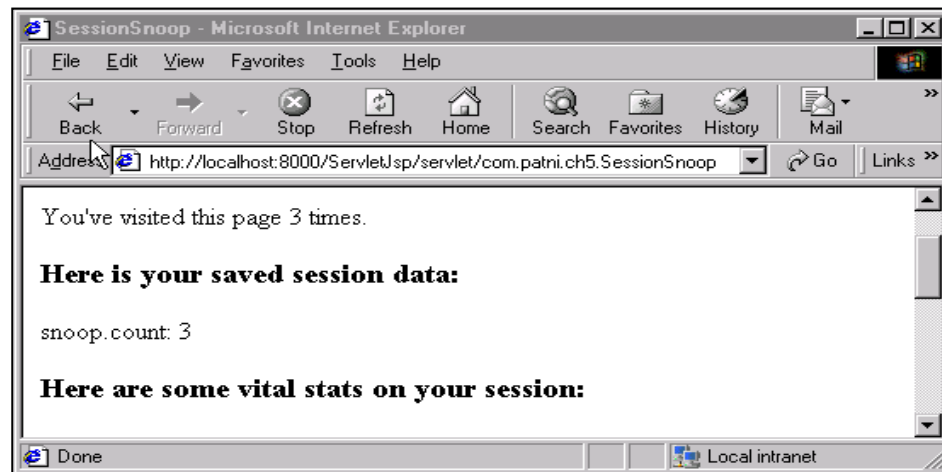 SessionSnoop - Microsoft Internet Explorer
File Edit View Favorites Tools Help
Back Forward Stop Refresh Home Search Favorites History Mail »
Address http://localhost:8000/ServletJsp/servlet/com.patni.ch5.SessionSnoop Go Links »
You've visited this page 3 times.
Here is your saved session data:
snoop.count: 3
Here are some vital stats on your session:
Done Local intranet